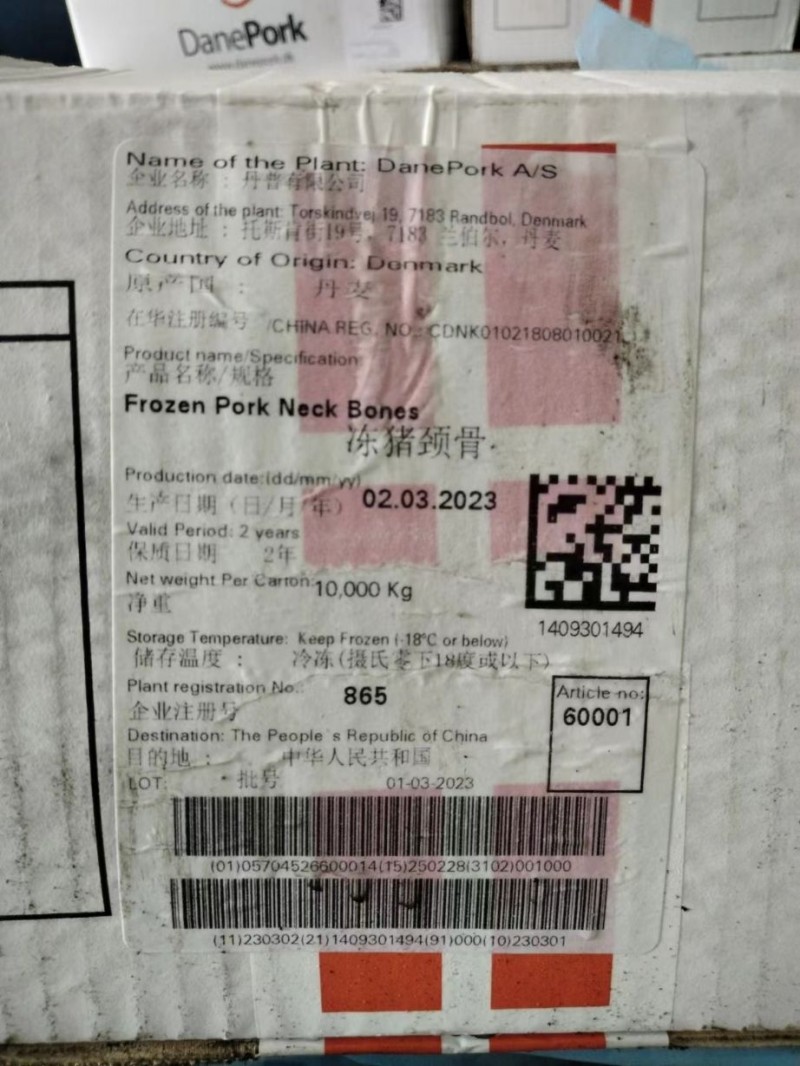 DanePork
Name of the Plant: DanePork A/S
企业名称 : 丹普有限公司
Address of the plant: Torskindvej 19, 7183 Randbol, Denmark
企业地址 : 托斯肯街19号, 7183 兰伯尔, 丹麦
Country of Origin: Denmark
原产国 : 丹麦
在华注册编号 /CHINA REG. NO.: CDNK01021808010021
Product name/Specification
产品名称/规格
Frozen Pork Neck Bones
冻猪颈骨
Production date:(dd/mm/yy)
生产日期 (日/月/年) 02.03.2023
Valid Period: 2 years
保质日期 2年
Net weight Per Carton: 10,000 Kg
净重
1409301494
Storage Temperature: Keep Frozen (-18°C or below)
储存温度 : 冷冻(摄氏零下18度或以下)
Plant registration No.: 865
企业注册号
Article no:
60001
Destination: The People´s Republic of China
目的地 : 中华人民共和国
LOT: 批号 01-03-2023
(01)05704526600014(15)250228(3102)001000
(11)230302(21)1409301494(91)000(10)230301